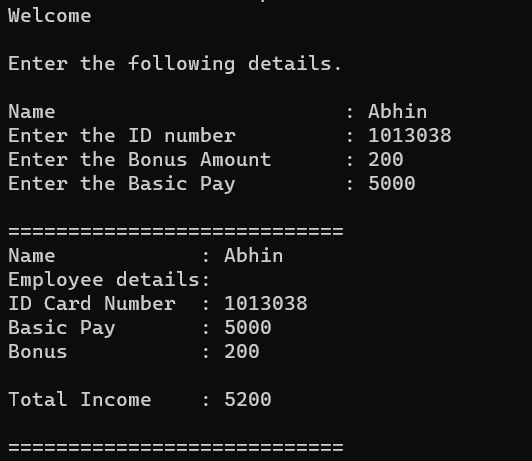 Welcome
Enter the following details.
Name : Abhin
Enter the ID number : 1013038
Enter the Bonus Amount : 200
Enter the Basic Pay : 5000
============================
Name : Abhin
Employee details:
ID Card Number : 1013038
Basic Pay : 5000
Bonus : 200
Total Income : 5200
============================